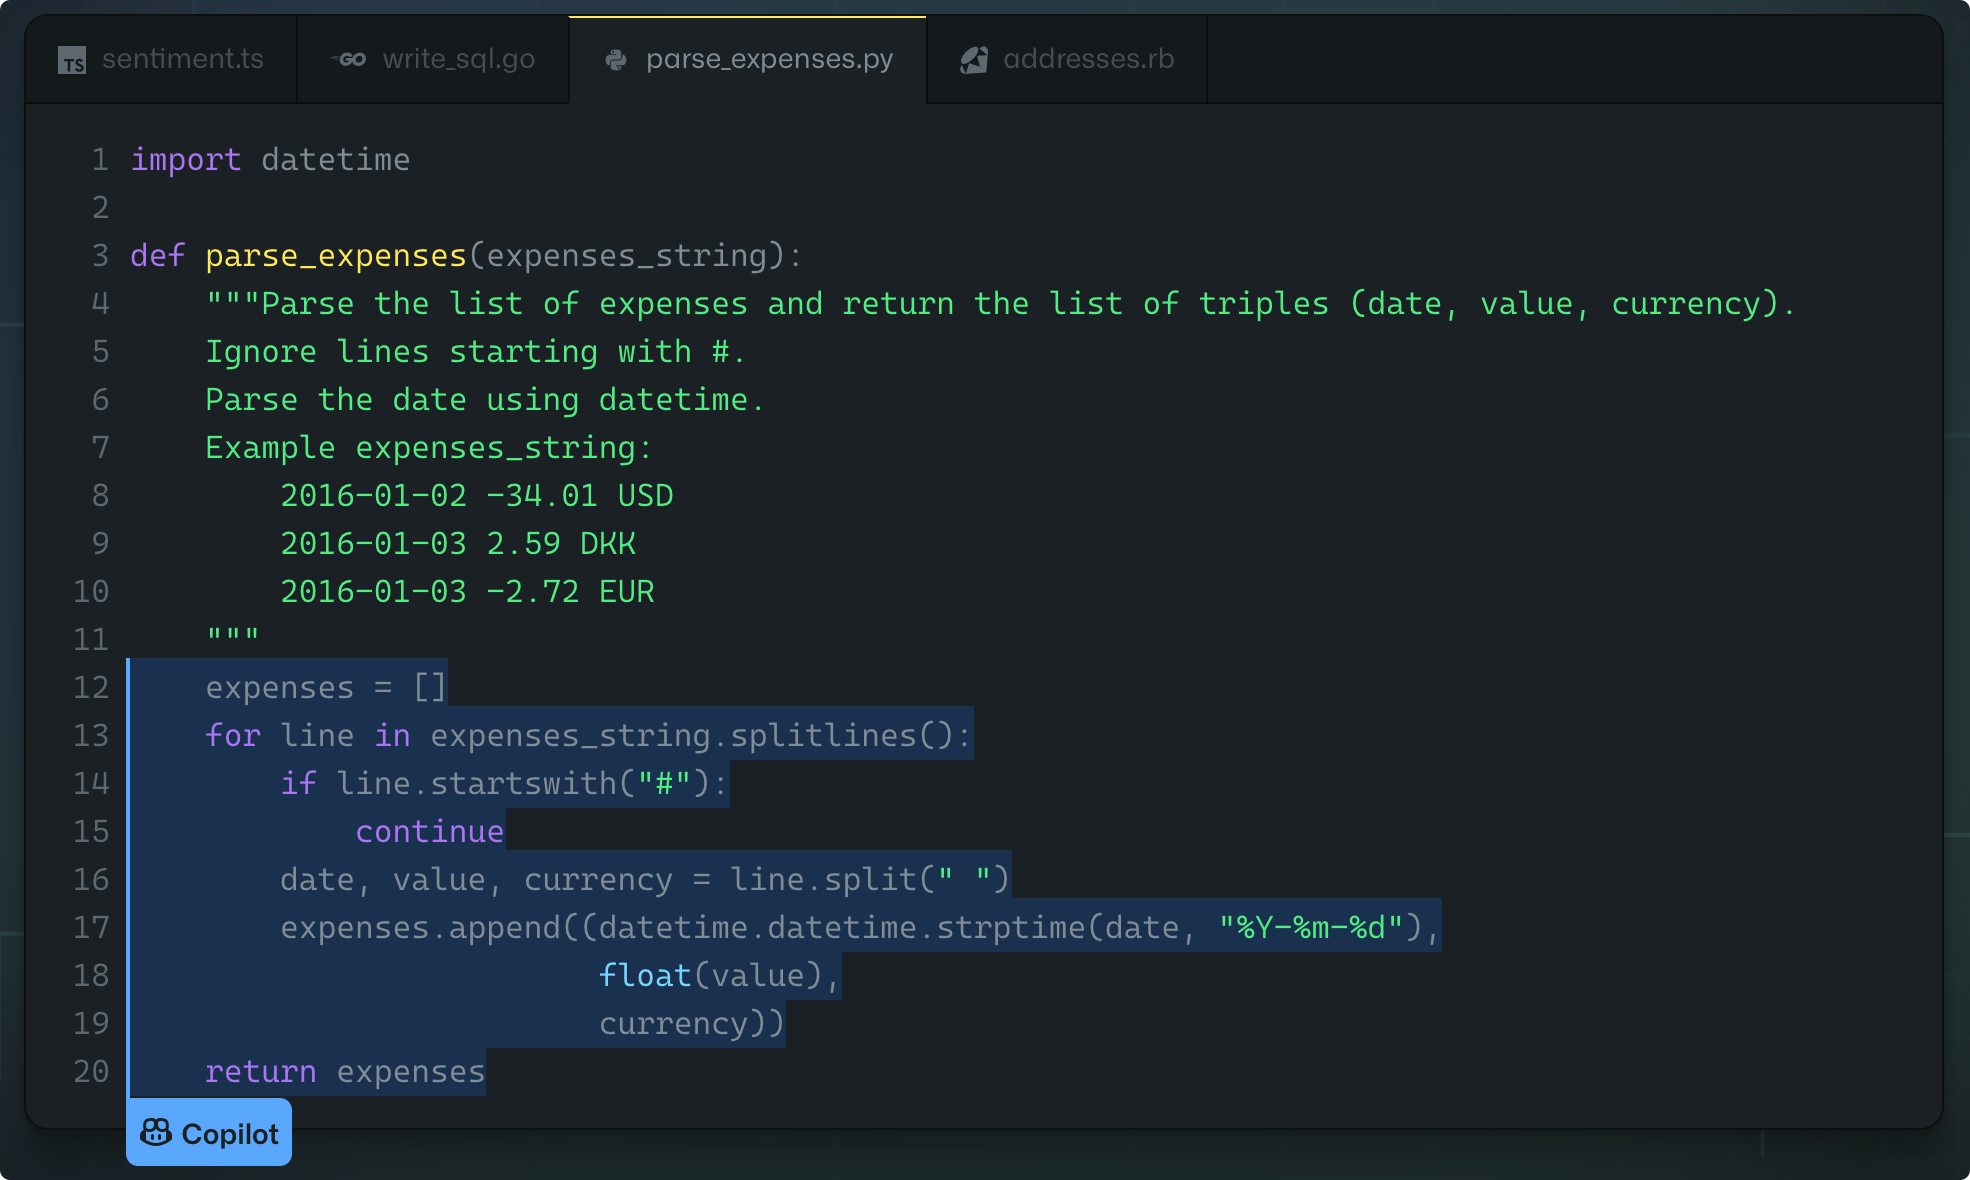 TS sentiment.ts GO write_sql.go parse_expenses.py addresses.rb
1 import datetime
2
3 def parse_expenses(expenses_string):
4     """Parse the list of expenses and return the list of triples (date, value, currency).
5     Ignore lines starting with #.
6     Parse the date using datetime.
7     Example expenses_string:
8         2016-01-02 -34.01 USD
9         2016-01-03 2.59 DKK
10         2016-01-03 -2.72 EUR
11     """
12     expenses = []
13     for line in expenses_string.splitlines():
14         if line.startswith("#"):
15             continue
16         date, value, currency = line.split(" ")
17         expenses.append((datetime.datetime.strptime(date, "%Y-%m-%d"),
18                          float(value),
19                          currency))
20     return expenses
Copilot